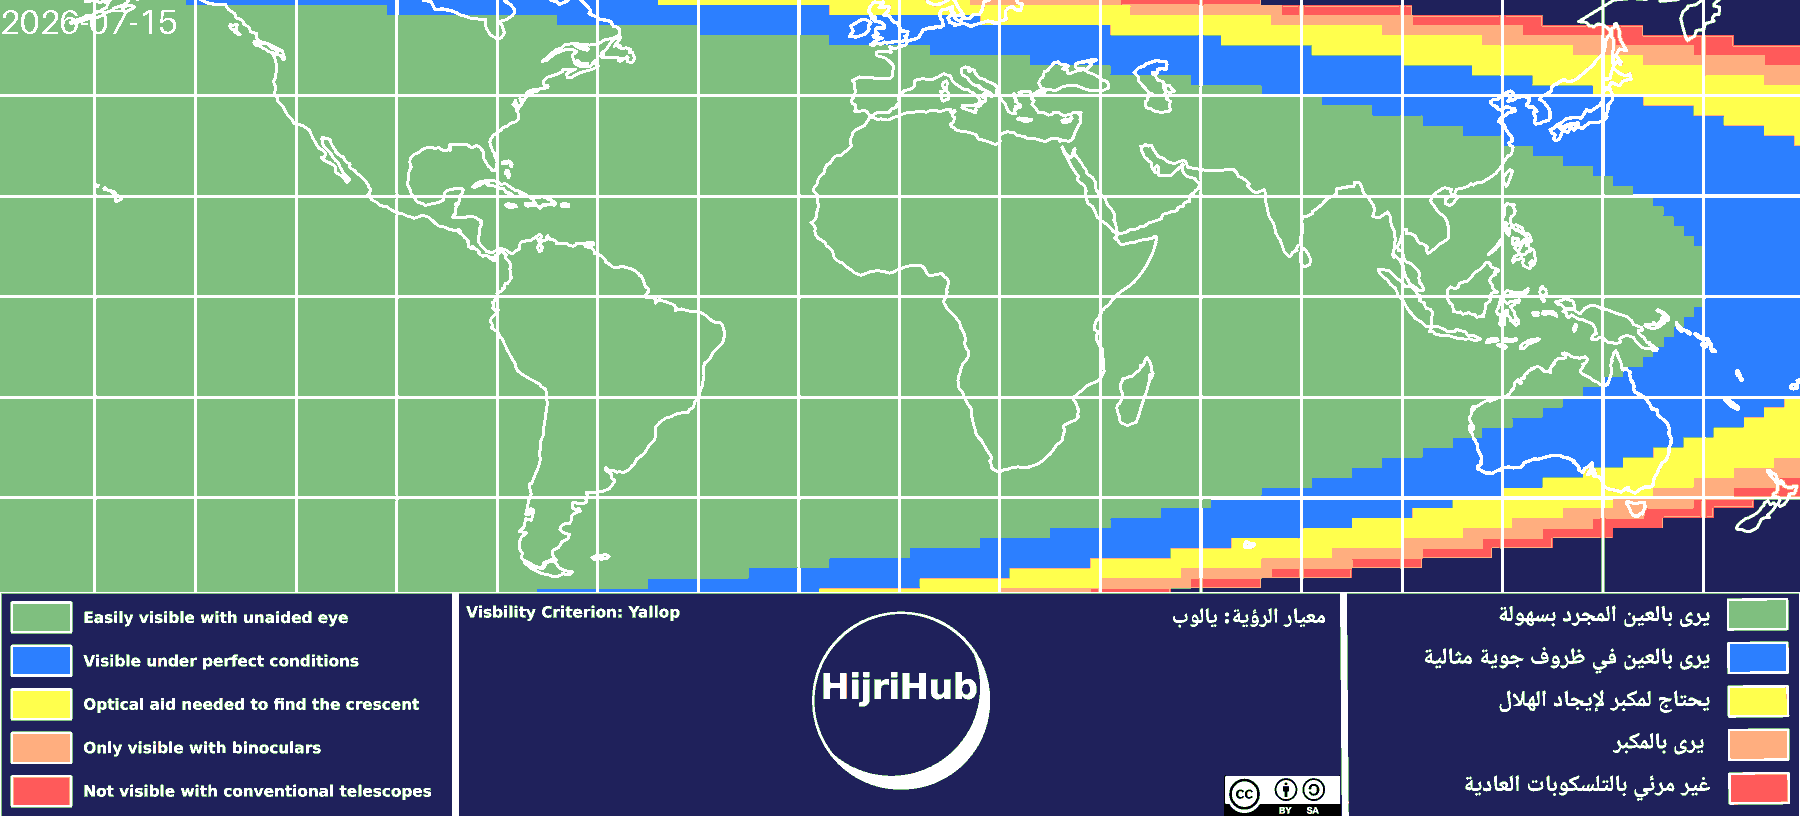 2026-07-15
Easily visible with unaided eye
Visible under perfect conditions
Optical aid needed to find the crescent
Only visible with binoculars
Not visible with conventional telescopes
Visbility Criterion: Yallop
معيار الرؤية: يالوب
HijriHub
cc
BY SA
يرى بالعين المجرد بسهولة
يرى بالعين في ظروف جوية مثالية
يحتاج لمكبر لإيجاد الهلال
يرى بالمكبر
غير مرئي بالتلسكوبات العادية